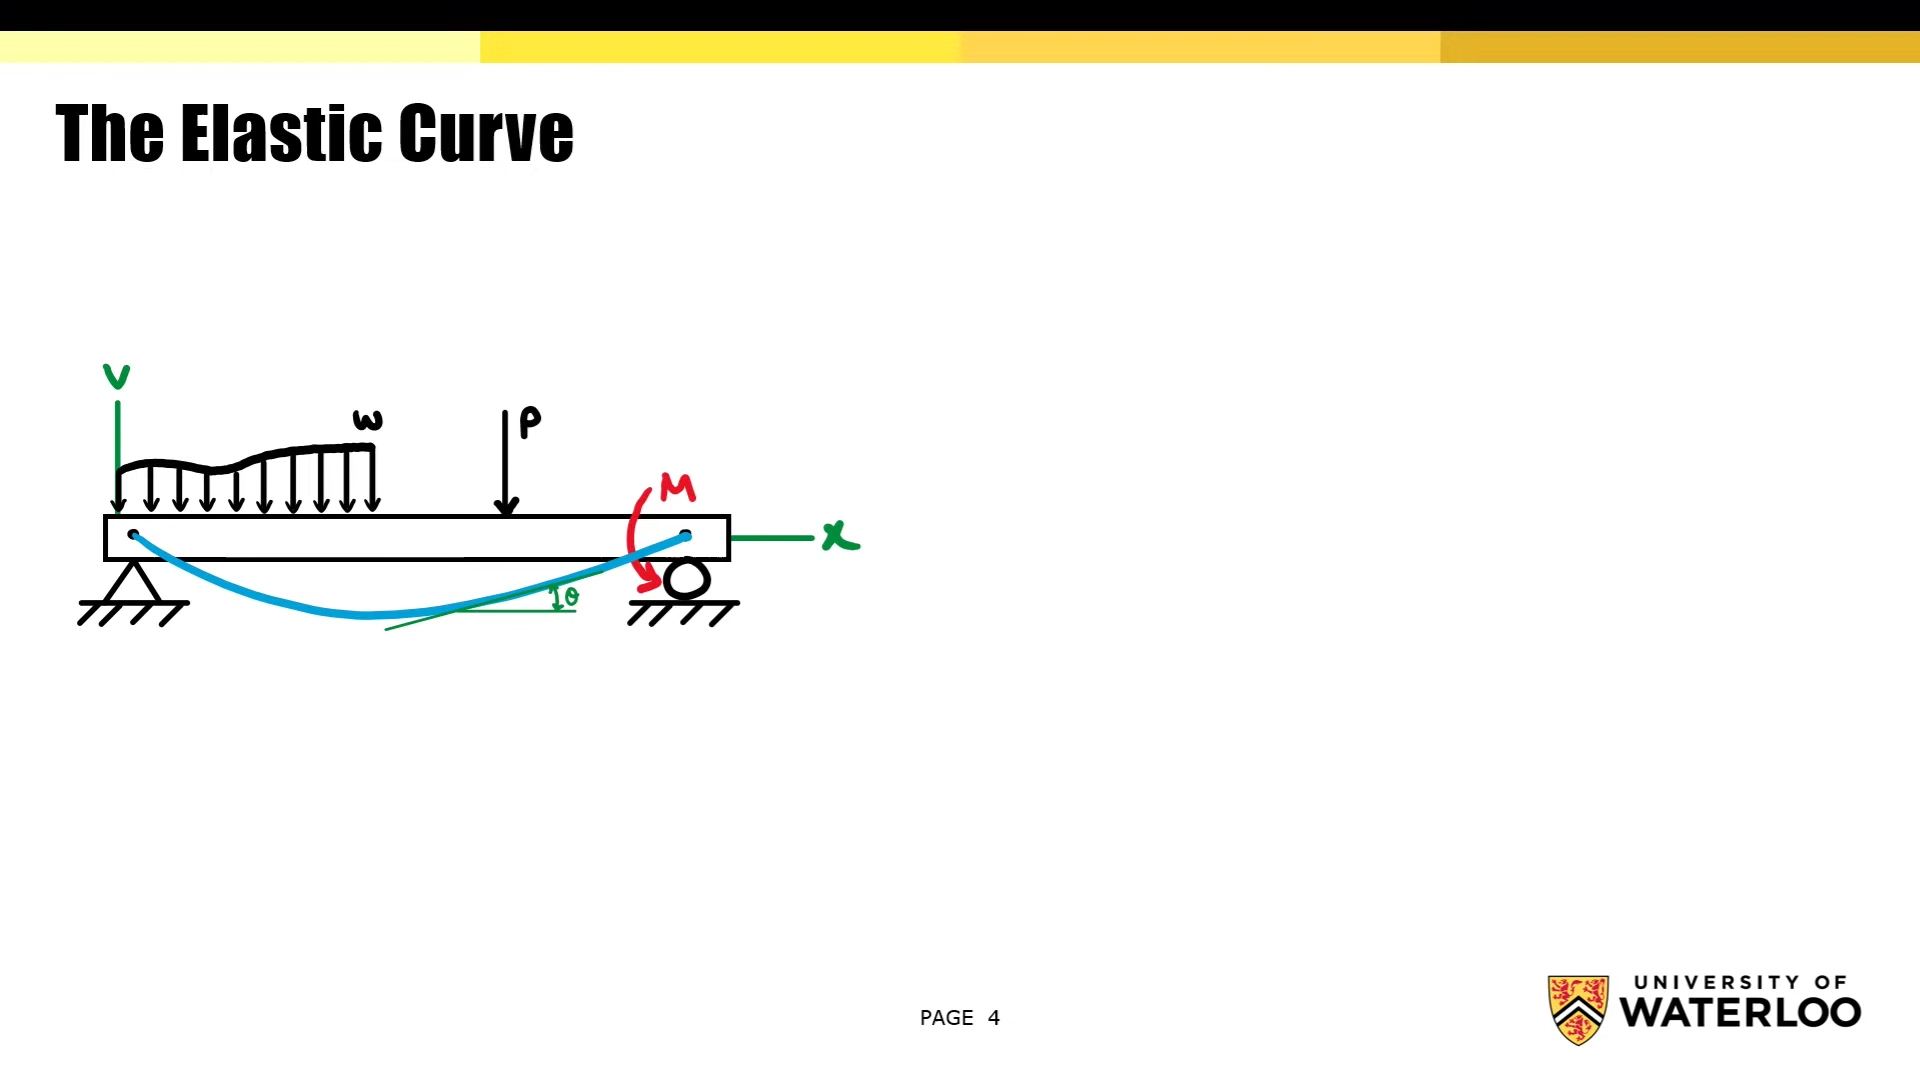 The Elastic Curve
v
w
P
M
x
θ
PAGE 4
UNIVERSITY OF
WATERLOO